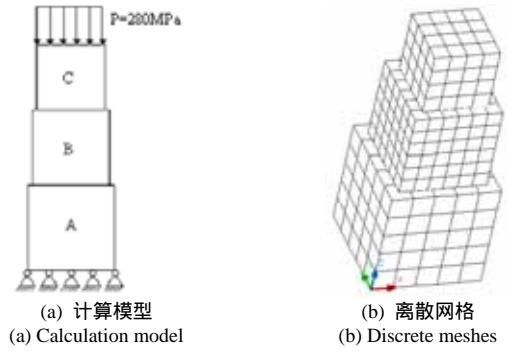 P=280MPa
C
B
A
(a) 计算模型
(a) Calculation model
(b) 离散网格
(b) Discrete meshes